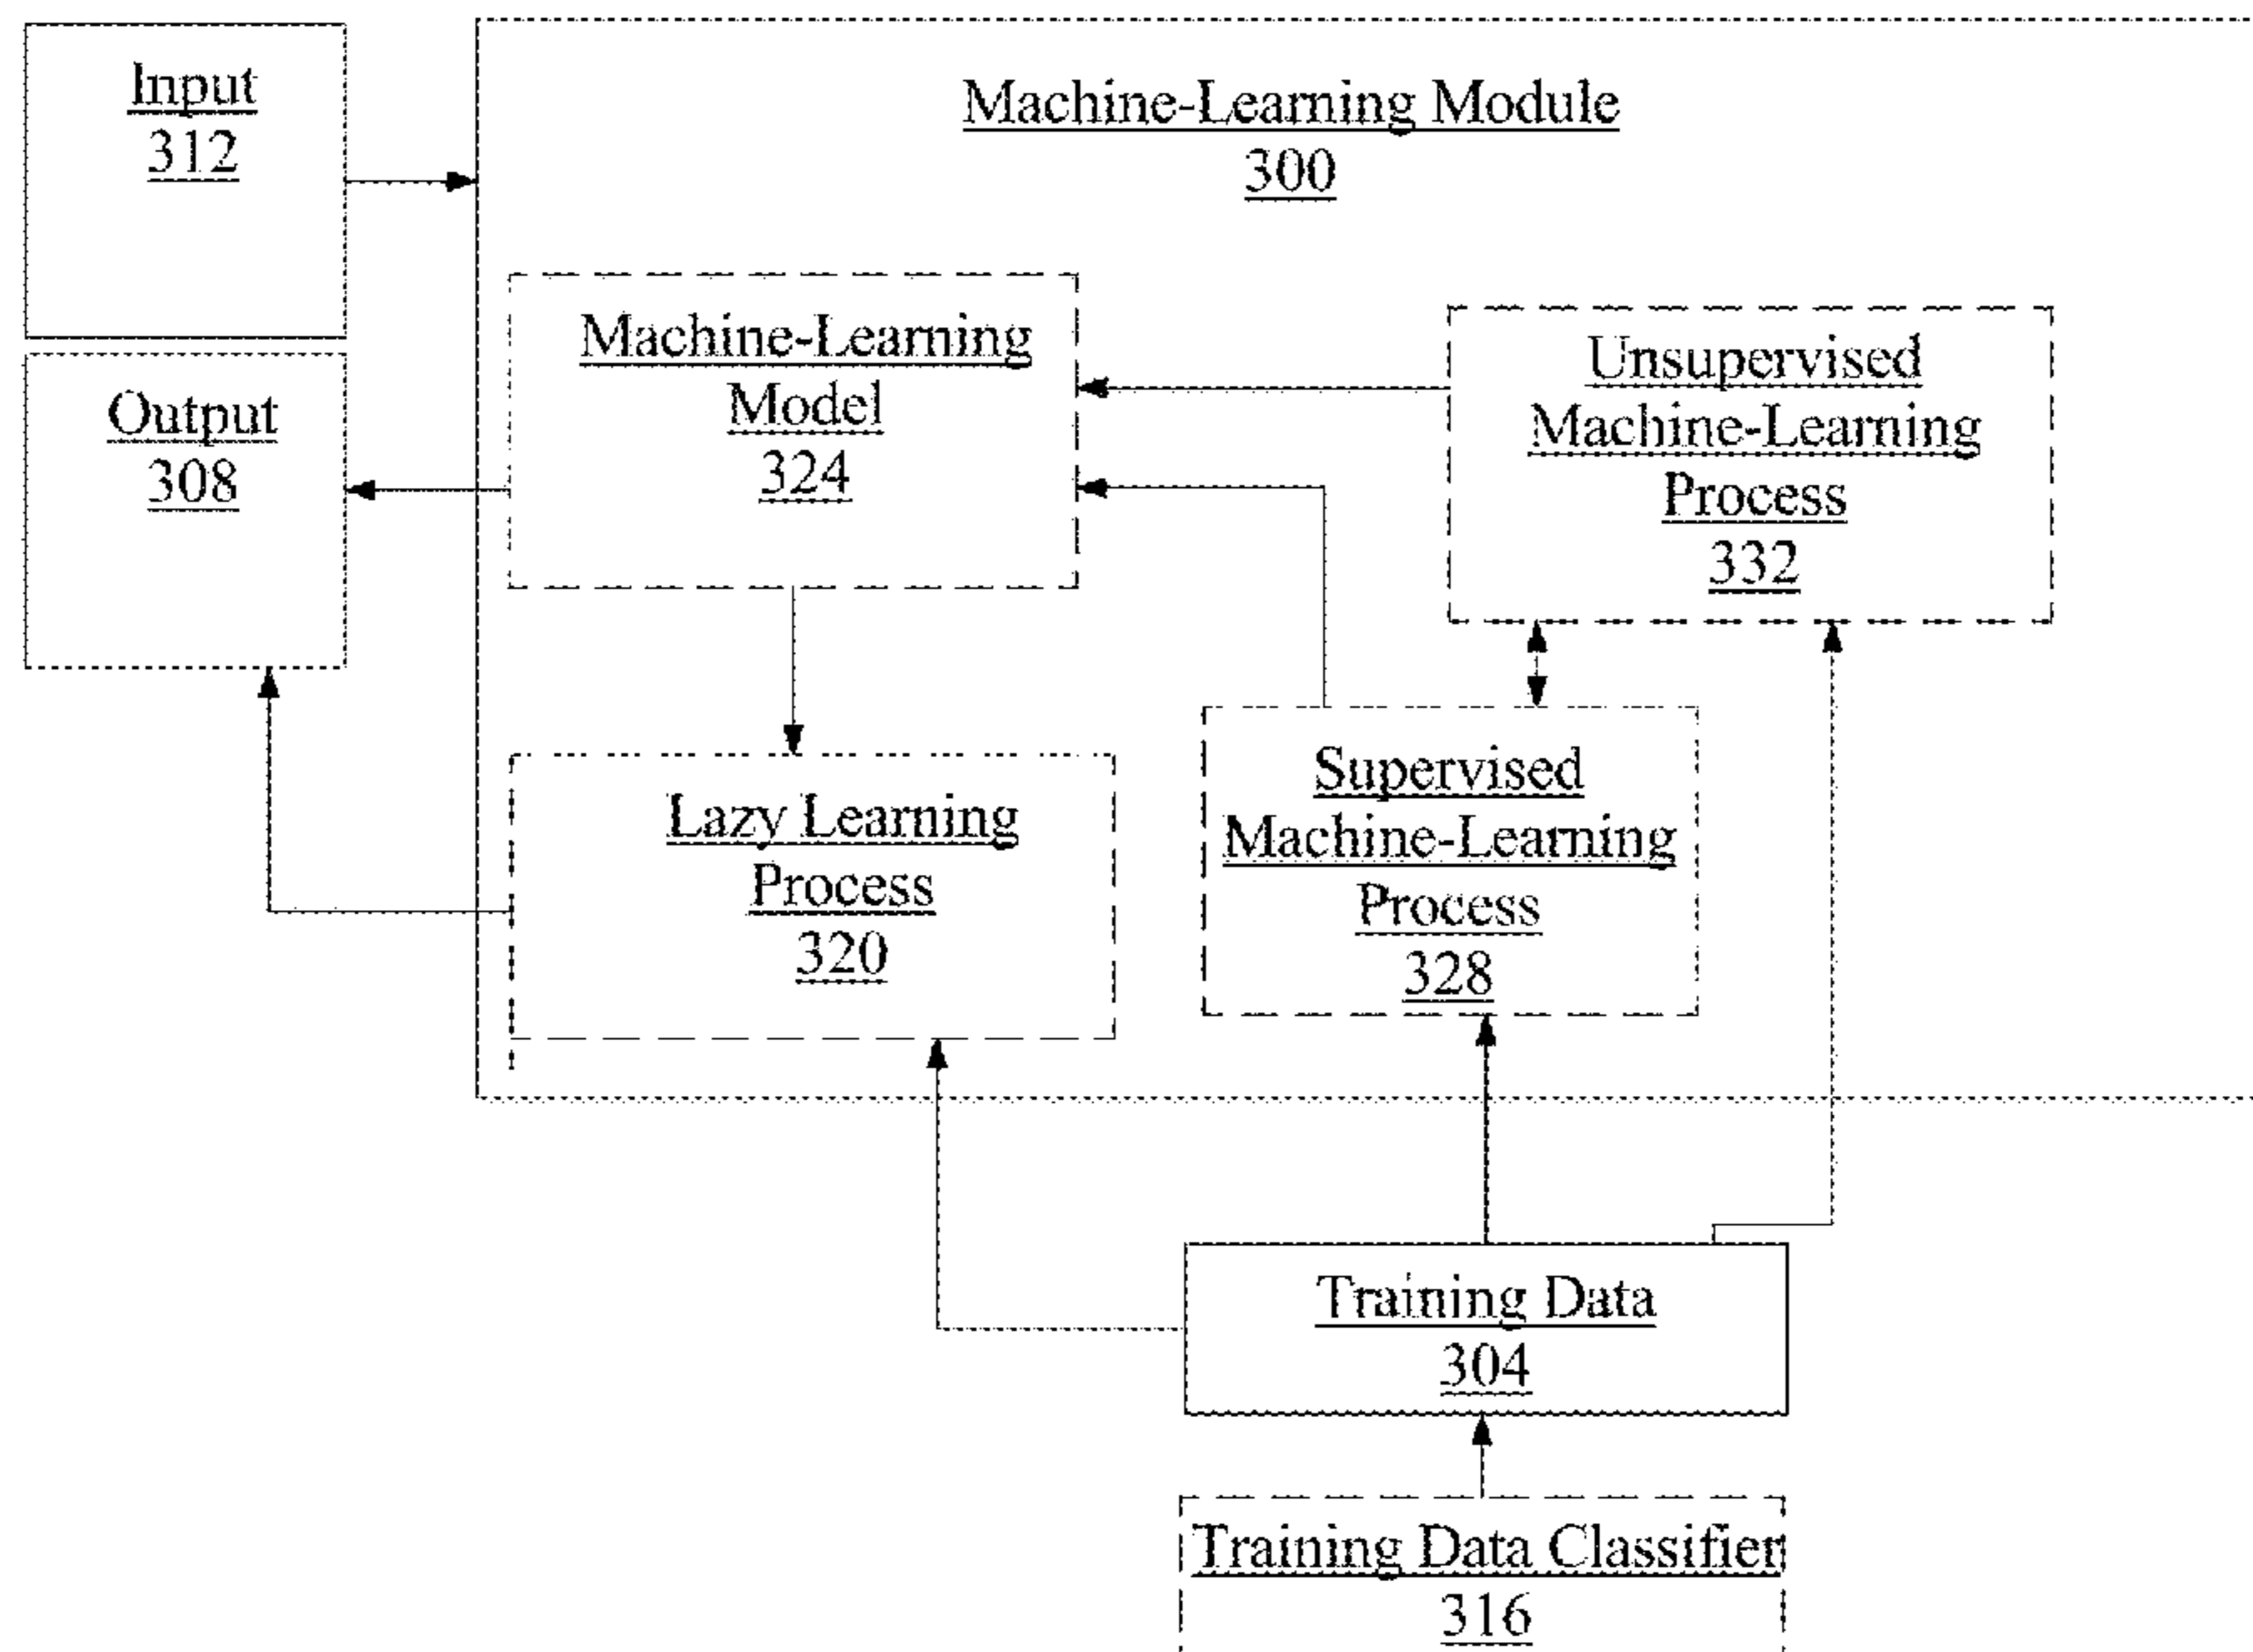 Input
312
Machine-Learning Module
300
Output
308
Machine-Learning
Model
324
Unsupervised
Machine-Learning
Process
332
Lazy Learning
Process
320
Supervised
Machine-Learning
Process
328
Training Data
304
Training Data Classifier
316